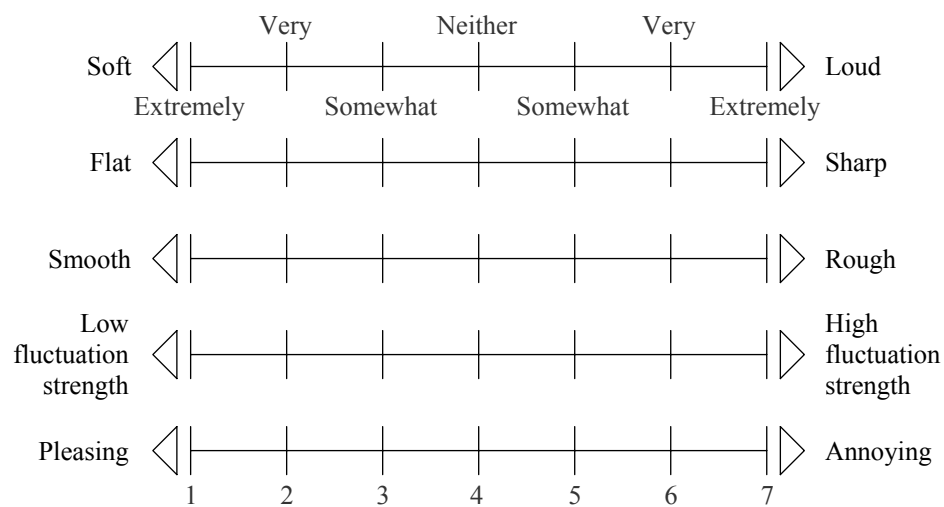 Very Neither Very
Soft Loud
Extremely Somewhat Somewhat Extremely
Flat Sharp
Smooth Rough
Low
fluctuation
strength
High
fluctuation
strength
Pleasing Annoying
1 2 3 4 5 6 7